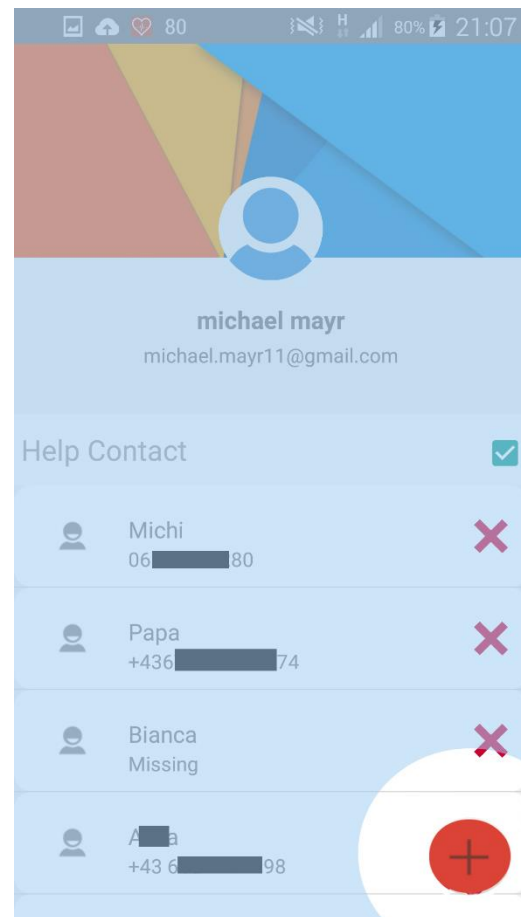 80 H 80% 21:07
michael mayr
michael.mayr11@gmail.com
Help Contact
Michi
06 80
Papa
+436 74
Bianca
Missing
A a
+43 6 98